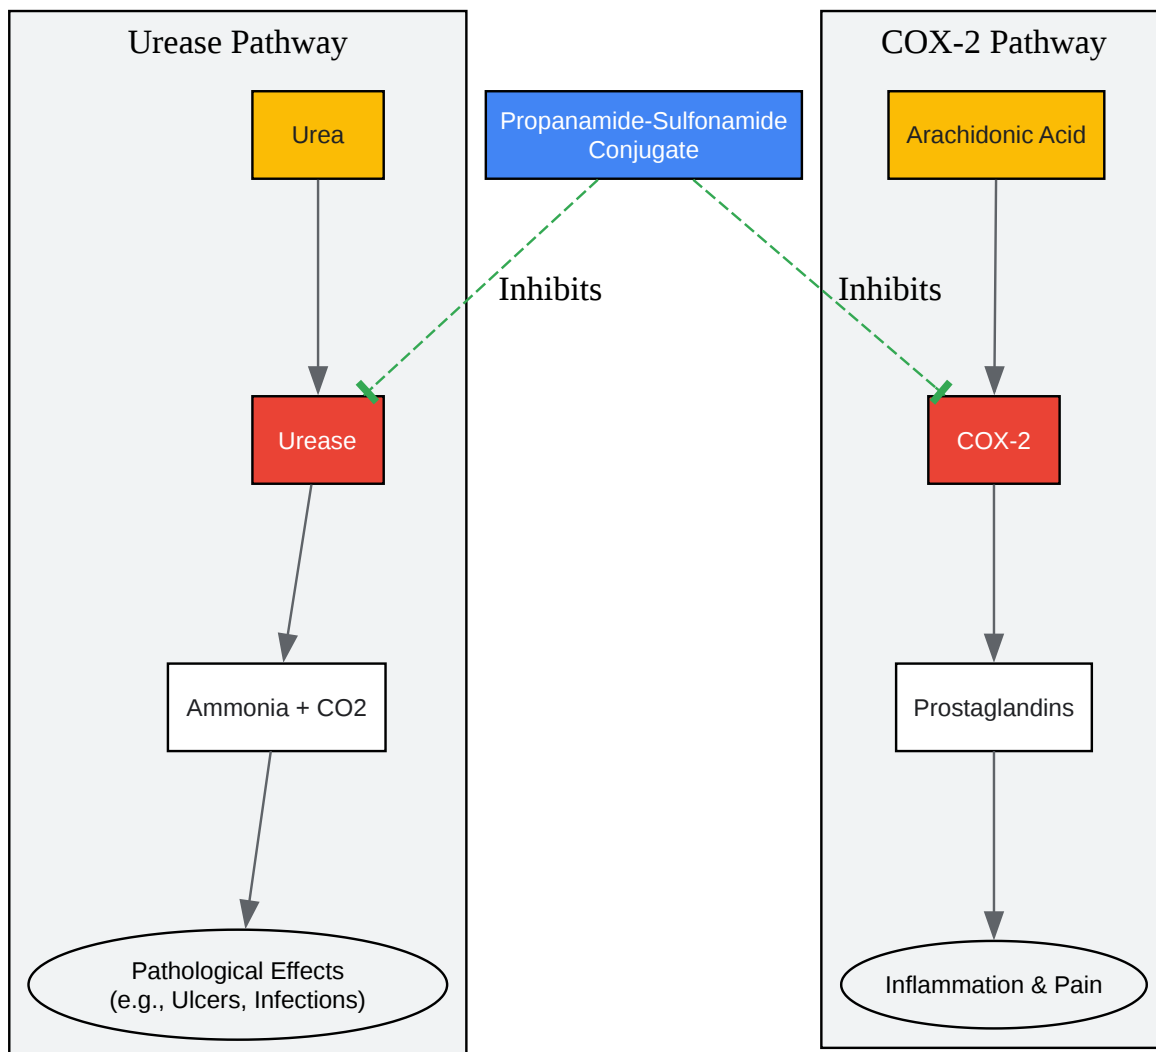 Urease Pathway
COX-2 Pathway
Urea
Propanamide-Sulfonamide
Conjugate
Arachidonic Acid
Inhibits
Inhibits
Urease
COX-2
Ammonia + CO2
Prostaglandins
Pathological Effects
(e.g., Ulcers, Infections)
Inflammation & Pain